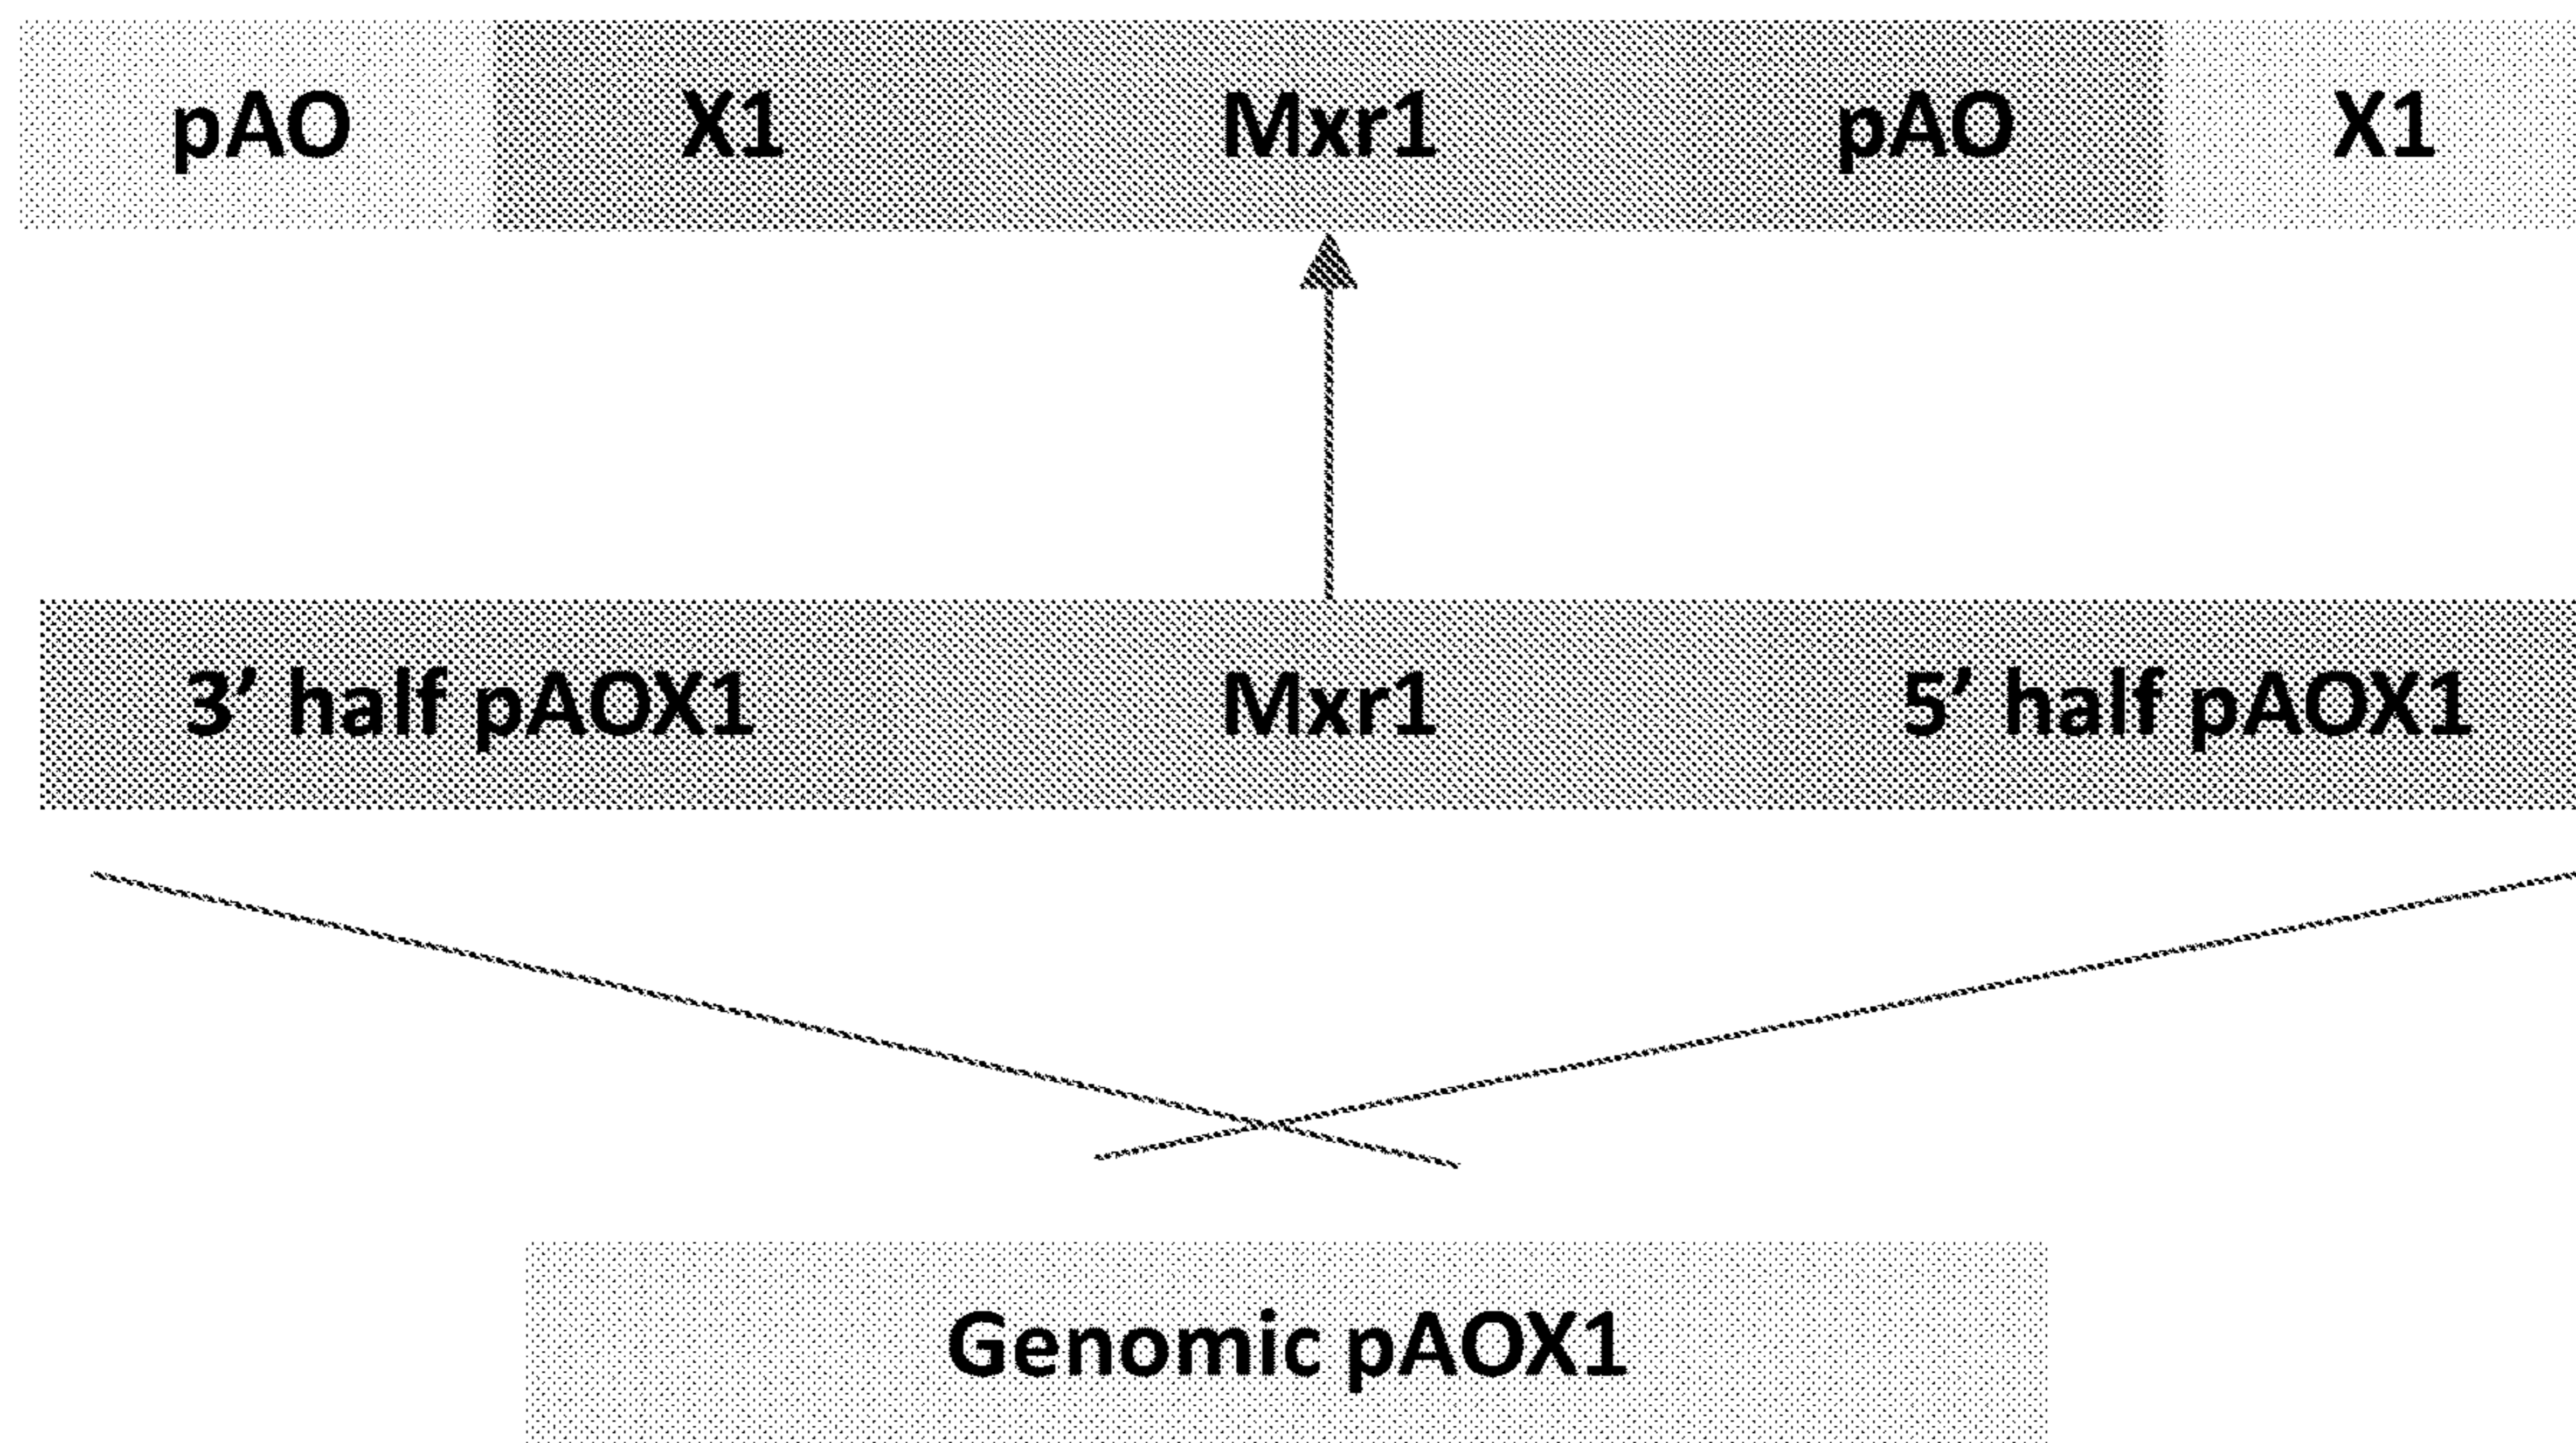 pAO X1 Mxr1 pAO X1
3’ half pAOX1 Mxr1 5’ half pAOX1
Genomic pAOX1